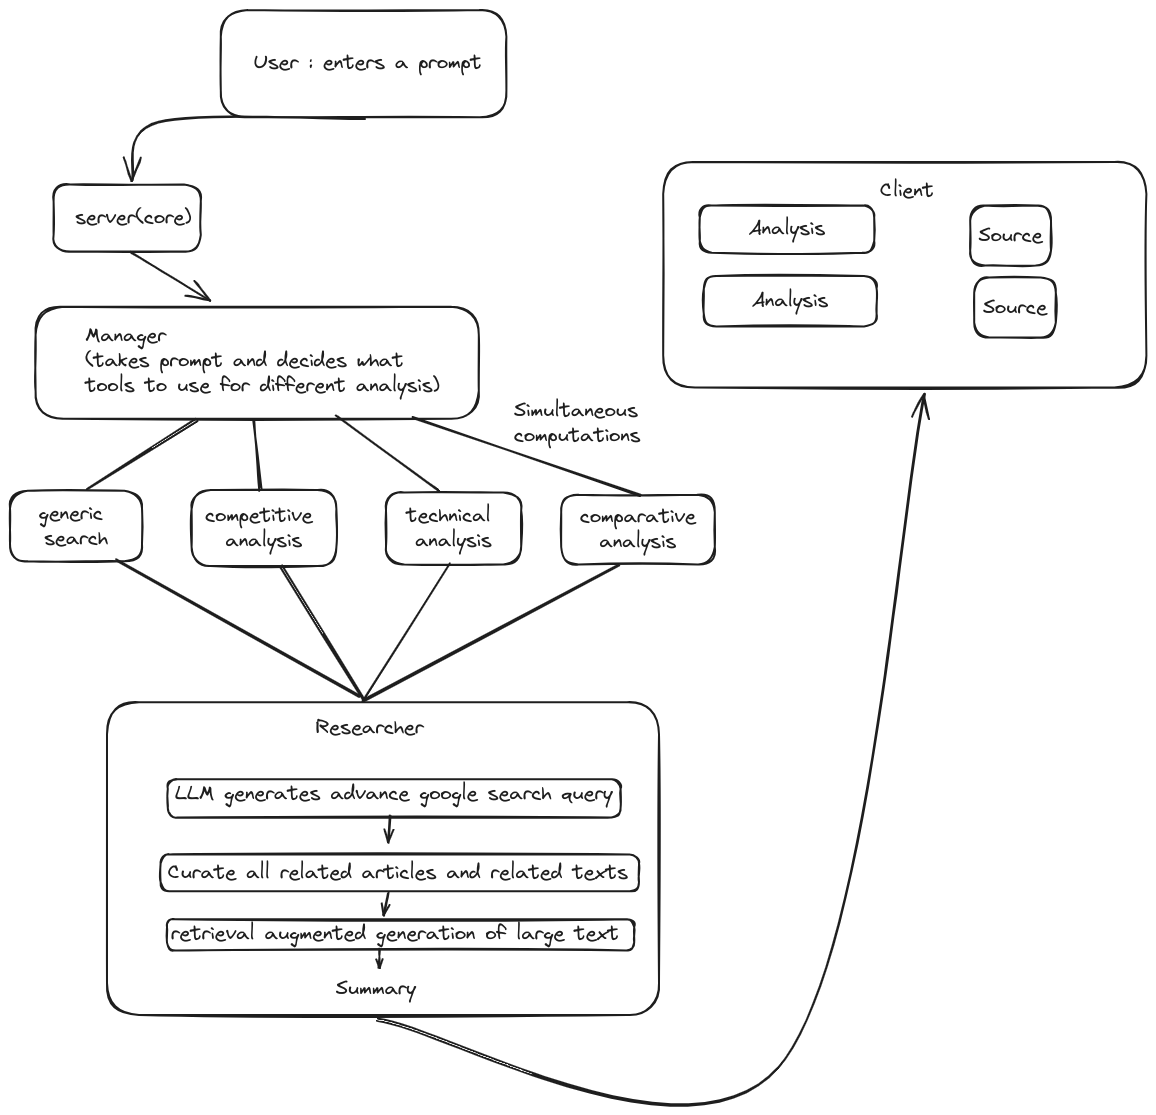 User : enters a prompt
server(core)
Manager
(takes prompt and decides what
tools to use for different analysis)
Simultaneous
computations
generic
search
competitive
analysis
technical
analysis
comparative
analysis
Researcher
LLM generates advance google search query
Curate all related articles and related texts
retrieval augmented generation of large text
Summary
Client
Analysis
Source
Analysis
Source